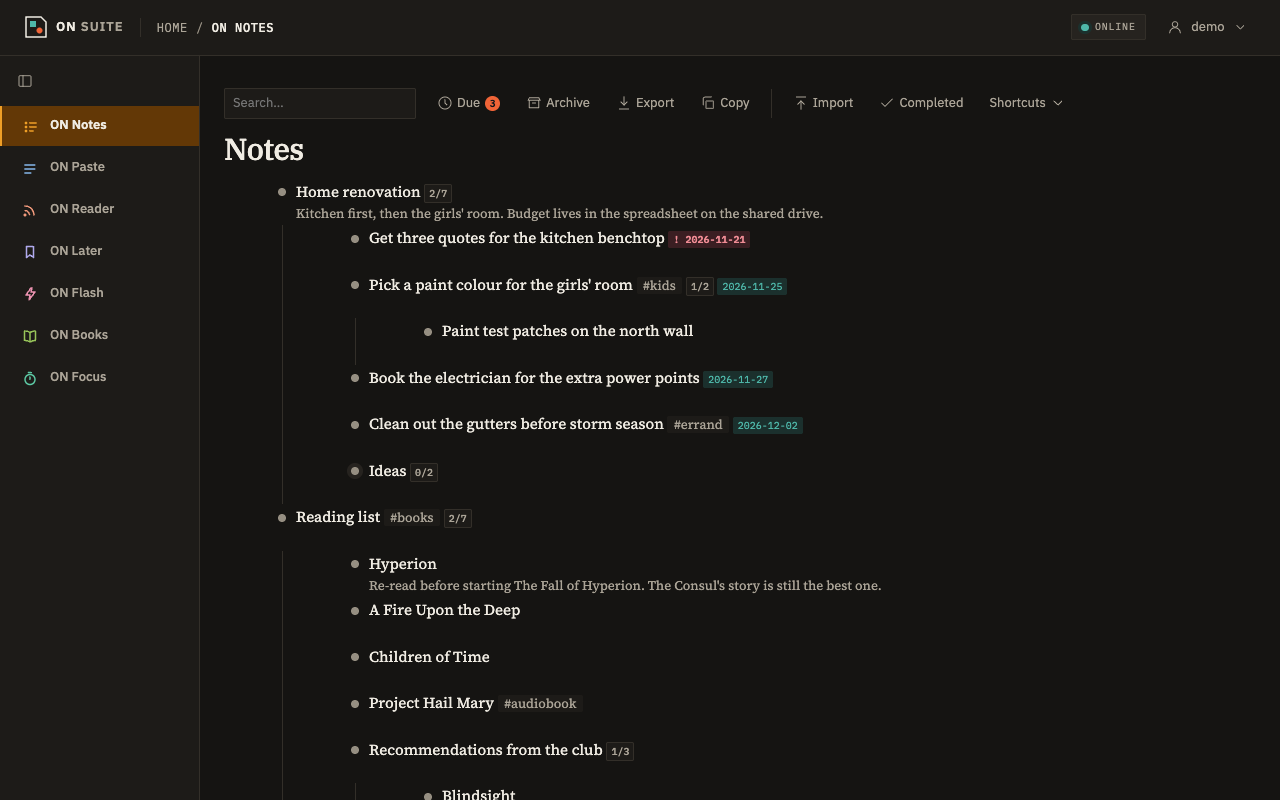 ON SUITE HOME / ON NOTES ONLINE demo
Search... Due 3 Archive Export Copy Import Completed Shortcuts
ON Notes
ON Paste
ON Reader
ON Later
ON Flash
ON Books
ON Focus
Notes
Home renovation 2/7
Kitchen first, then the girls' room. Budget lives in the spreadsheet on the shared drive.
Get three quotes for the kitchen benchtop ! 2026-11-21
Pick a paint colour for the girls' room #kids 1/2 2026-11-25
Paint test patches on the north wall
Book the electrician for the extra power points 2026-11-27
Clean out the gutters before storm season #errand 2026-12-02
Ideas 0/2
Reading list #books 2/7
Hyperion
Re-read before starting The Fall of Hyperion. The Consul's story is still the best one.
A Fire Upon the Deep
Children of Time
Project Hail Mary #audiobook
Recommendations from the club 1/3
Blindsight